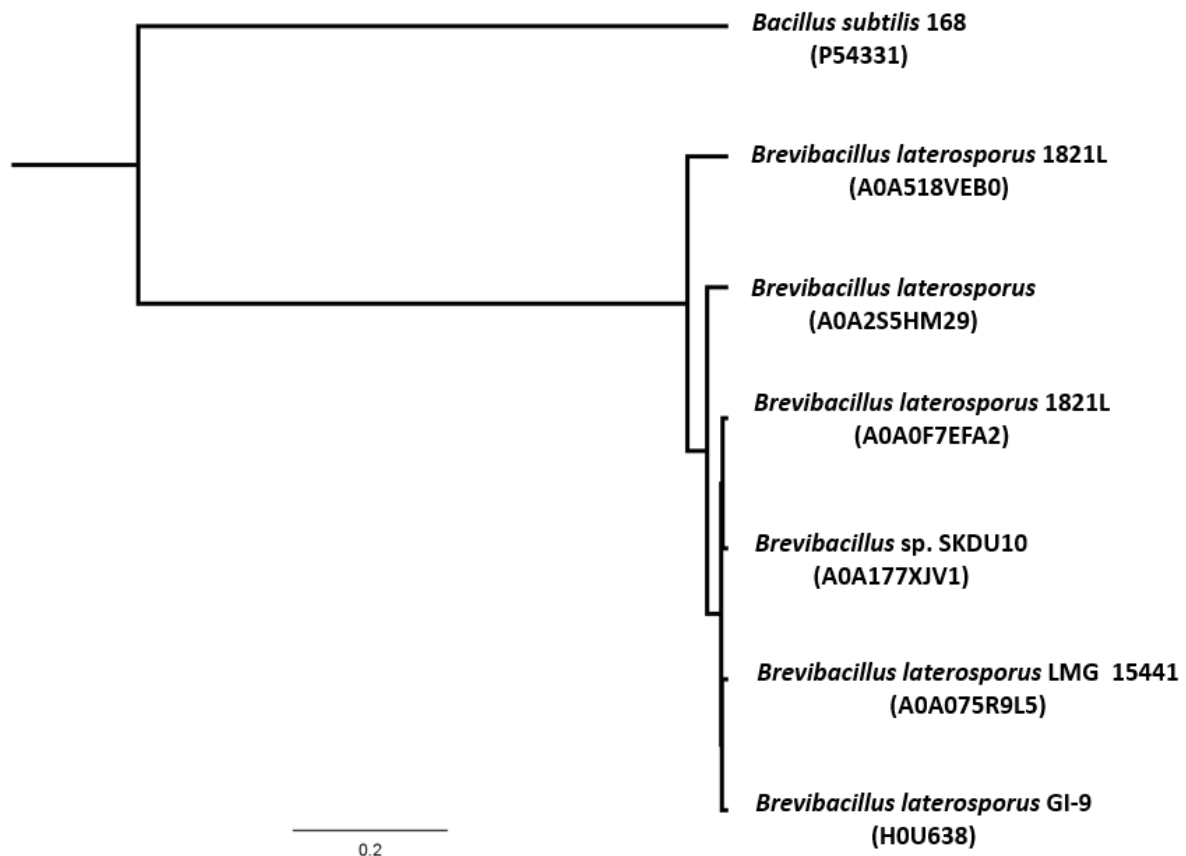 Bacillus subtilis 168
(P54331)
Brevibacillus laterosporus 1821L
(A0A518VEB0)
Brevibacillus laterosporus
(A0A2S5HM29)
Brevibacillus laterosporus 1821L
(A0A0F7EFA2)
Brevibacillus sp. SKDU10
(A0A177XJV1)
Brevibacillus laterosporus LMG 15441
(A0A075R9L5)
Brevibacillus laterosporus GI-9
(H0U638)
0.2